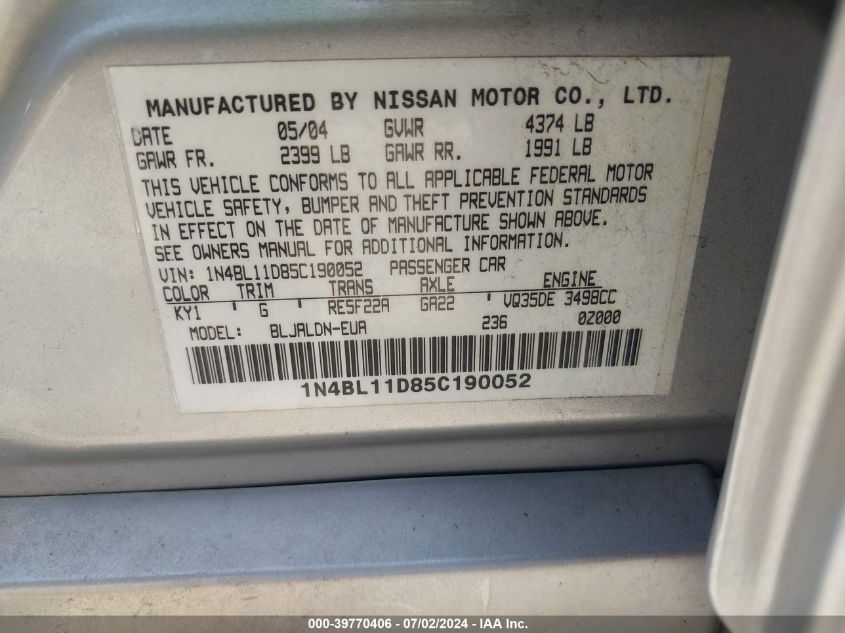 MANUFACTURED BY NISSAN MOTOR CO., LTD.
DATE 05/04 GVWR 4374 LB
GAWR FR. 2399 LB GAWR RR. 1991 LB
THIS VEHICLE CONFORMS TO ALL APPLICABLE FEDERAL MOTOR
VEHICLE SAFETY, BUMPER AND THEFT PREVENTION STANDARDS
IN EFFECT ON THE DATE OF MANUFACTURE SHOWN ABOVE.
SEE OWNERS MANUAL FOR ADDITIONAL INFORMATION.
VIN: 1N4BL11D85C190052 PASSENGER CAR
COLOR TRIM TRANS AXLE ENGINE
KY1 ' G ' RE5F22A GA22 ' VQ35DE 3498CC
MODEL: BLJALDN-EUA 236 0Z000
1N4BL11D85C190052
000-39770406 - 07/02/2024 - IAA Inc.